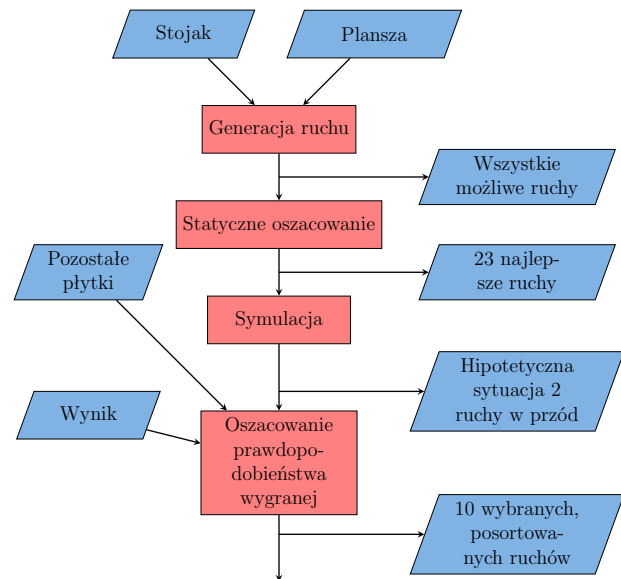 Stojak
Plansza
Generacja ruchu
Wszystkie
możliwe ruchy
Statyczne oszacowanie
Pozostałe
płytki
23 najlep-
sze ruchy
Symulacja
Hipotetyczna
sytuacja 2
ruchy w przód
Wynik
Oszacowanie
prawdopo-
dobieństwa
wygranej
10 wybranych,
posortowa-
nych ruchów